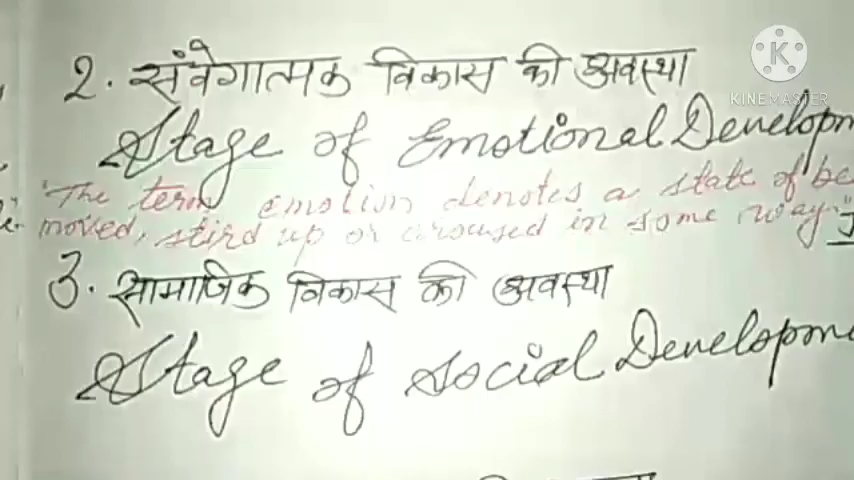 KINEMASTER
2. संवेगात्मक विकास की अवस्था
Stage of Emotional Developm
"The term emotion denotes a state of be
moved, stird up or aroused in some way."
3. सामाजिक विकास की अवस्था
Stage of Social Developme